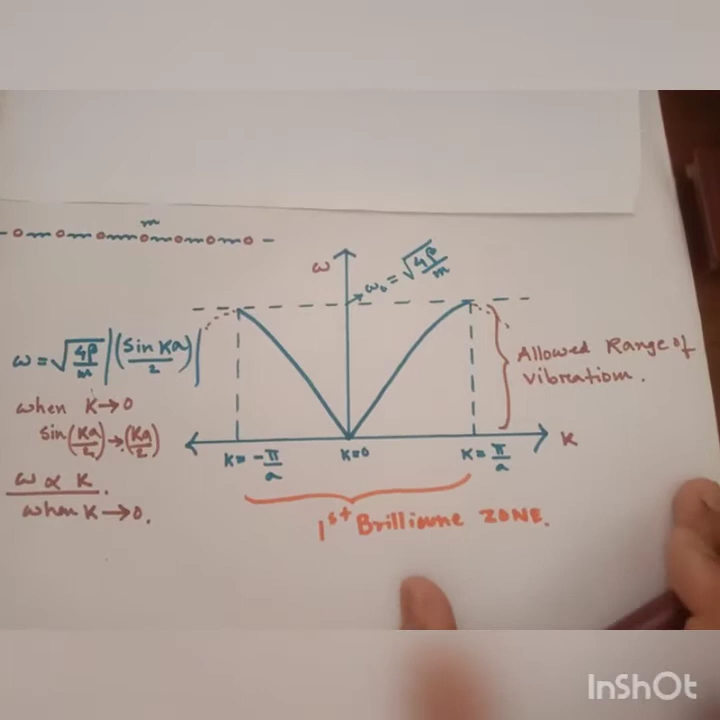 m
ω
ω₀ = √4β/m
ω = √4β/m |(Sin Ka)/2|
Allowed Range of
vibreation.
when K→0
sin(Ka/2)→(Ka/2)
ω ∝ K.
when K→0.
K = -π/a
K=0
K = π/a
K
1st Brillioune ZONE.
InShOt